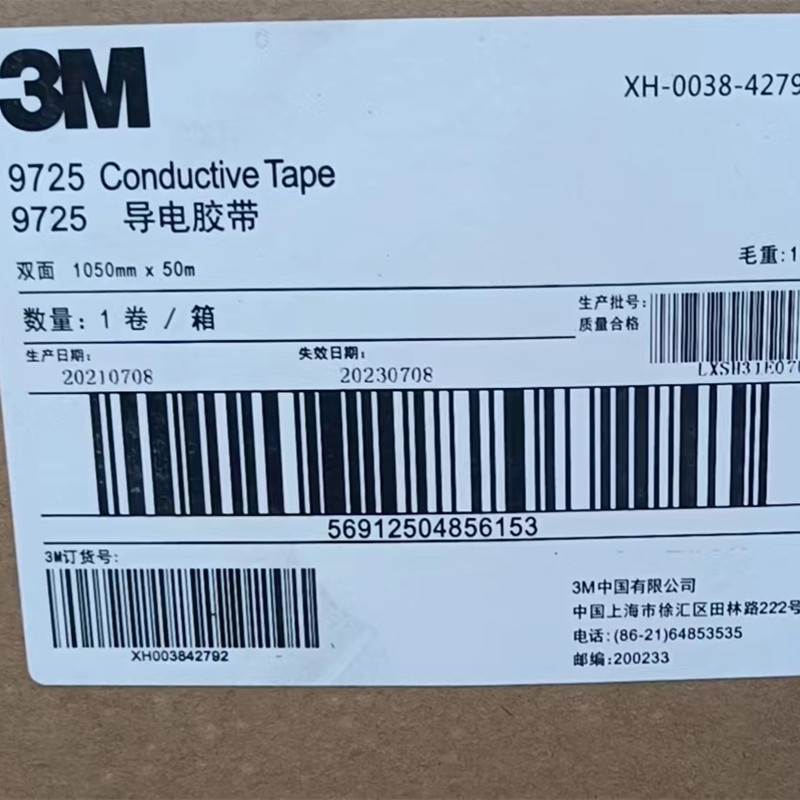 3M
XH-0038-4279
9725 Conductive Tape
9725 导电胶带
双面 1050mm x 50m
毛重:1
数量: 1 卷 / 箱
生产批号:
质量合格
LXSH31E07
生产日期:
失效日期:
20210708
20230708
56912504856153
3M订货号:
XH003842792
3M中国有限公司
中国上海市徐汇区田林路222号
电话:(86-21)64853535
邮编:200233